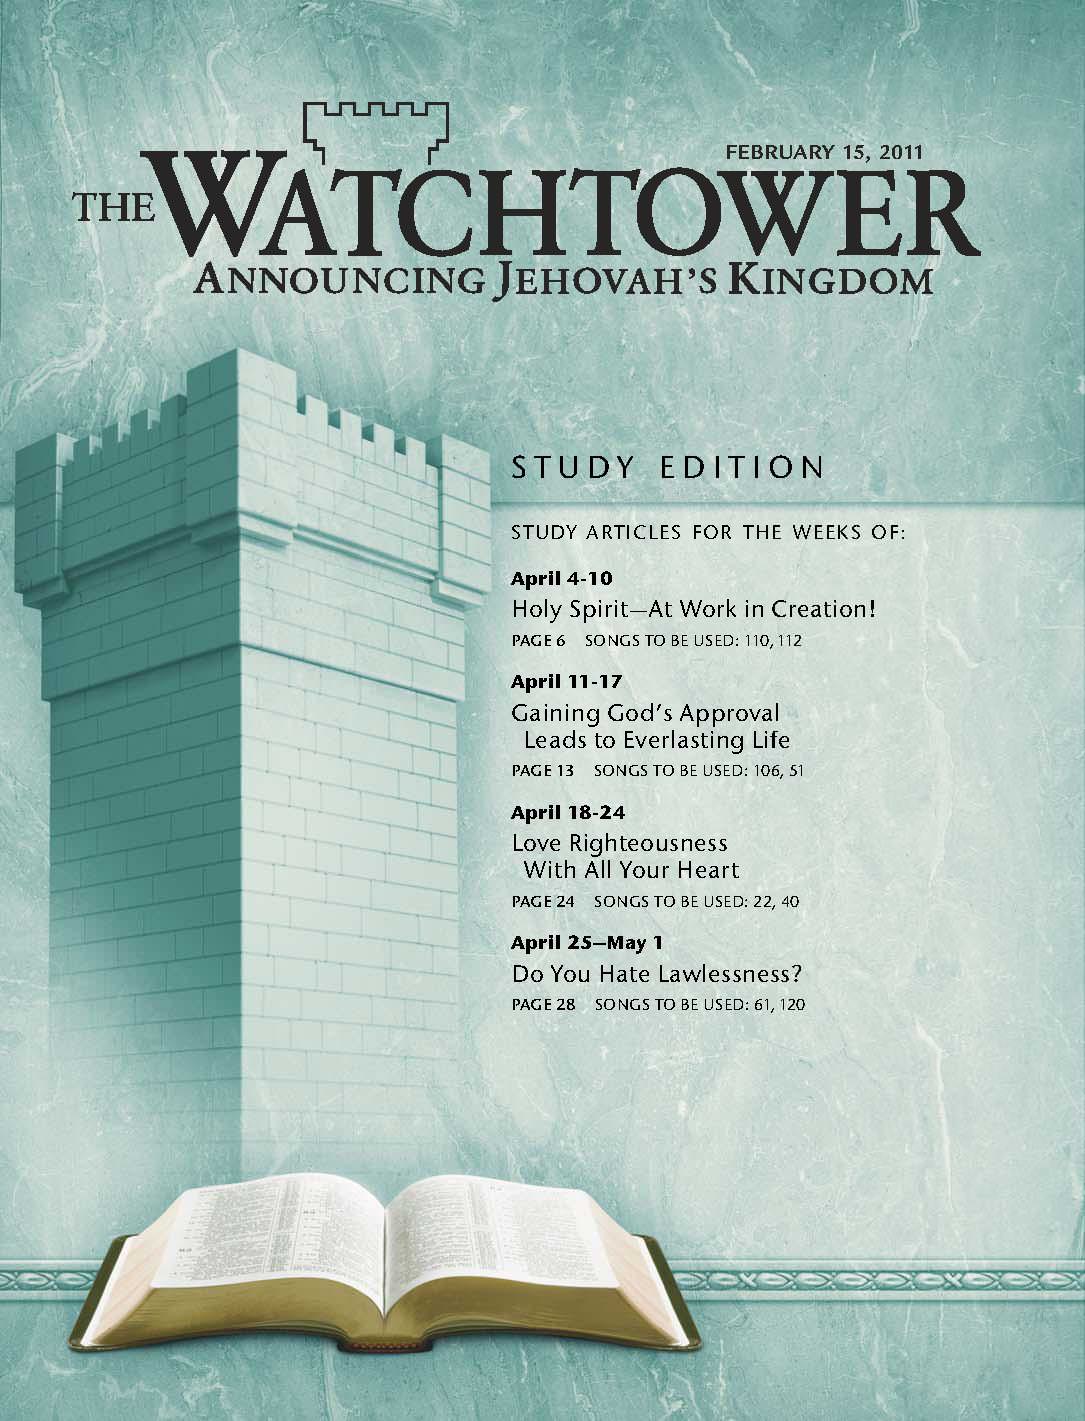 FEBRUARY 15, 2011
THE WATCHTOWER
ANNOUNCING JEHOVAH'S KINGDOM
STUDY EDITION
STUDY ARTICLES FOR THE WEEKS OF:
April 4-10
Holy Spirit—At Work in Creation!
PAGE 6 SONGS TO BE USED: 110, 112
April 11-17
Gaining God's Approval
Leads to Everlasting Life
PAGE 13 SONGS TO BE USED: 106, 51
April 18-24
Love Righteousness
With All Your Heart
PAGE 24 SONGS TO BE USED: 22, 40
April 25—May 1
Do You Hate Lawlessness?
PAGE 28 SONGS TO BE USED: 61, 120